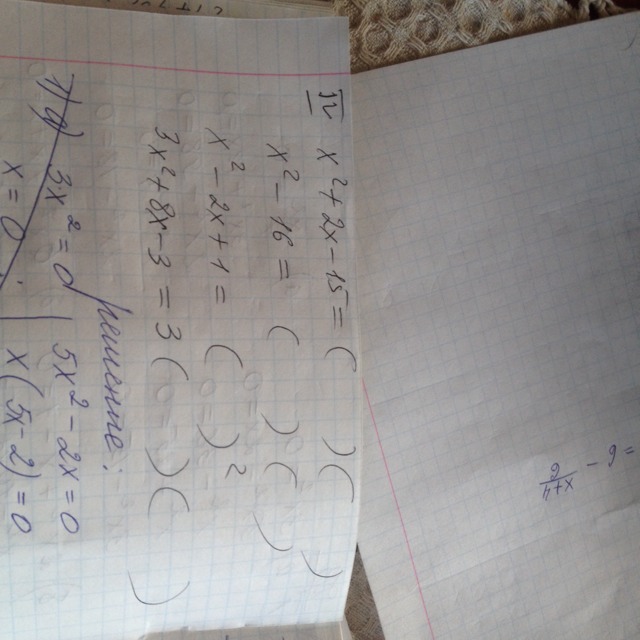 IV x² + 2x - 15 = ( )( )
x² - 16 = ( )( )
x² - 2x + 1 = ( )²
3x² + 8x - 3 = 3( )( )
Решение:
1) a) 3x² = 0 | 5x² - 2x = 0
x = 0 | x(5x - 2) = 0